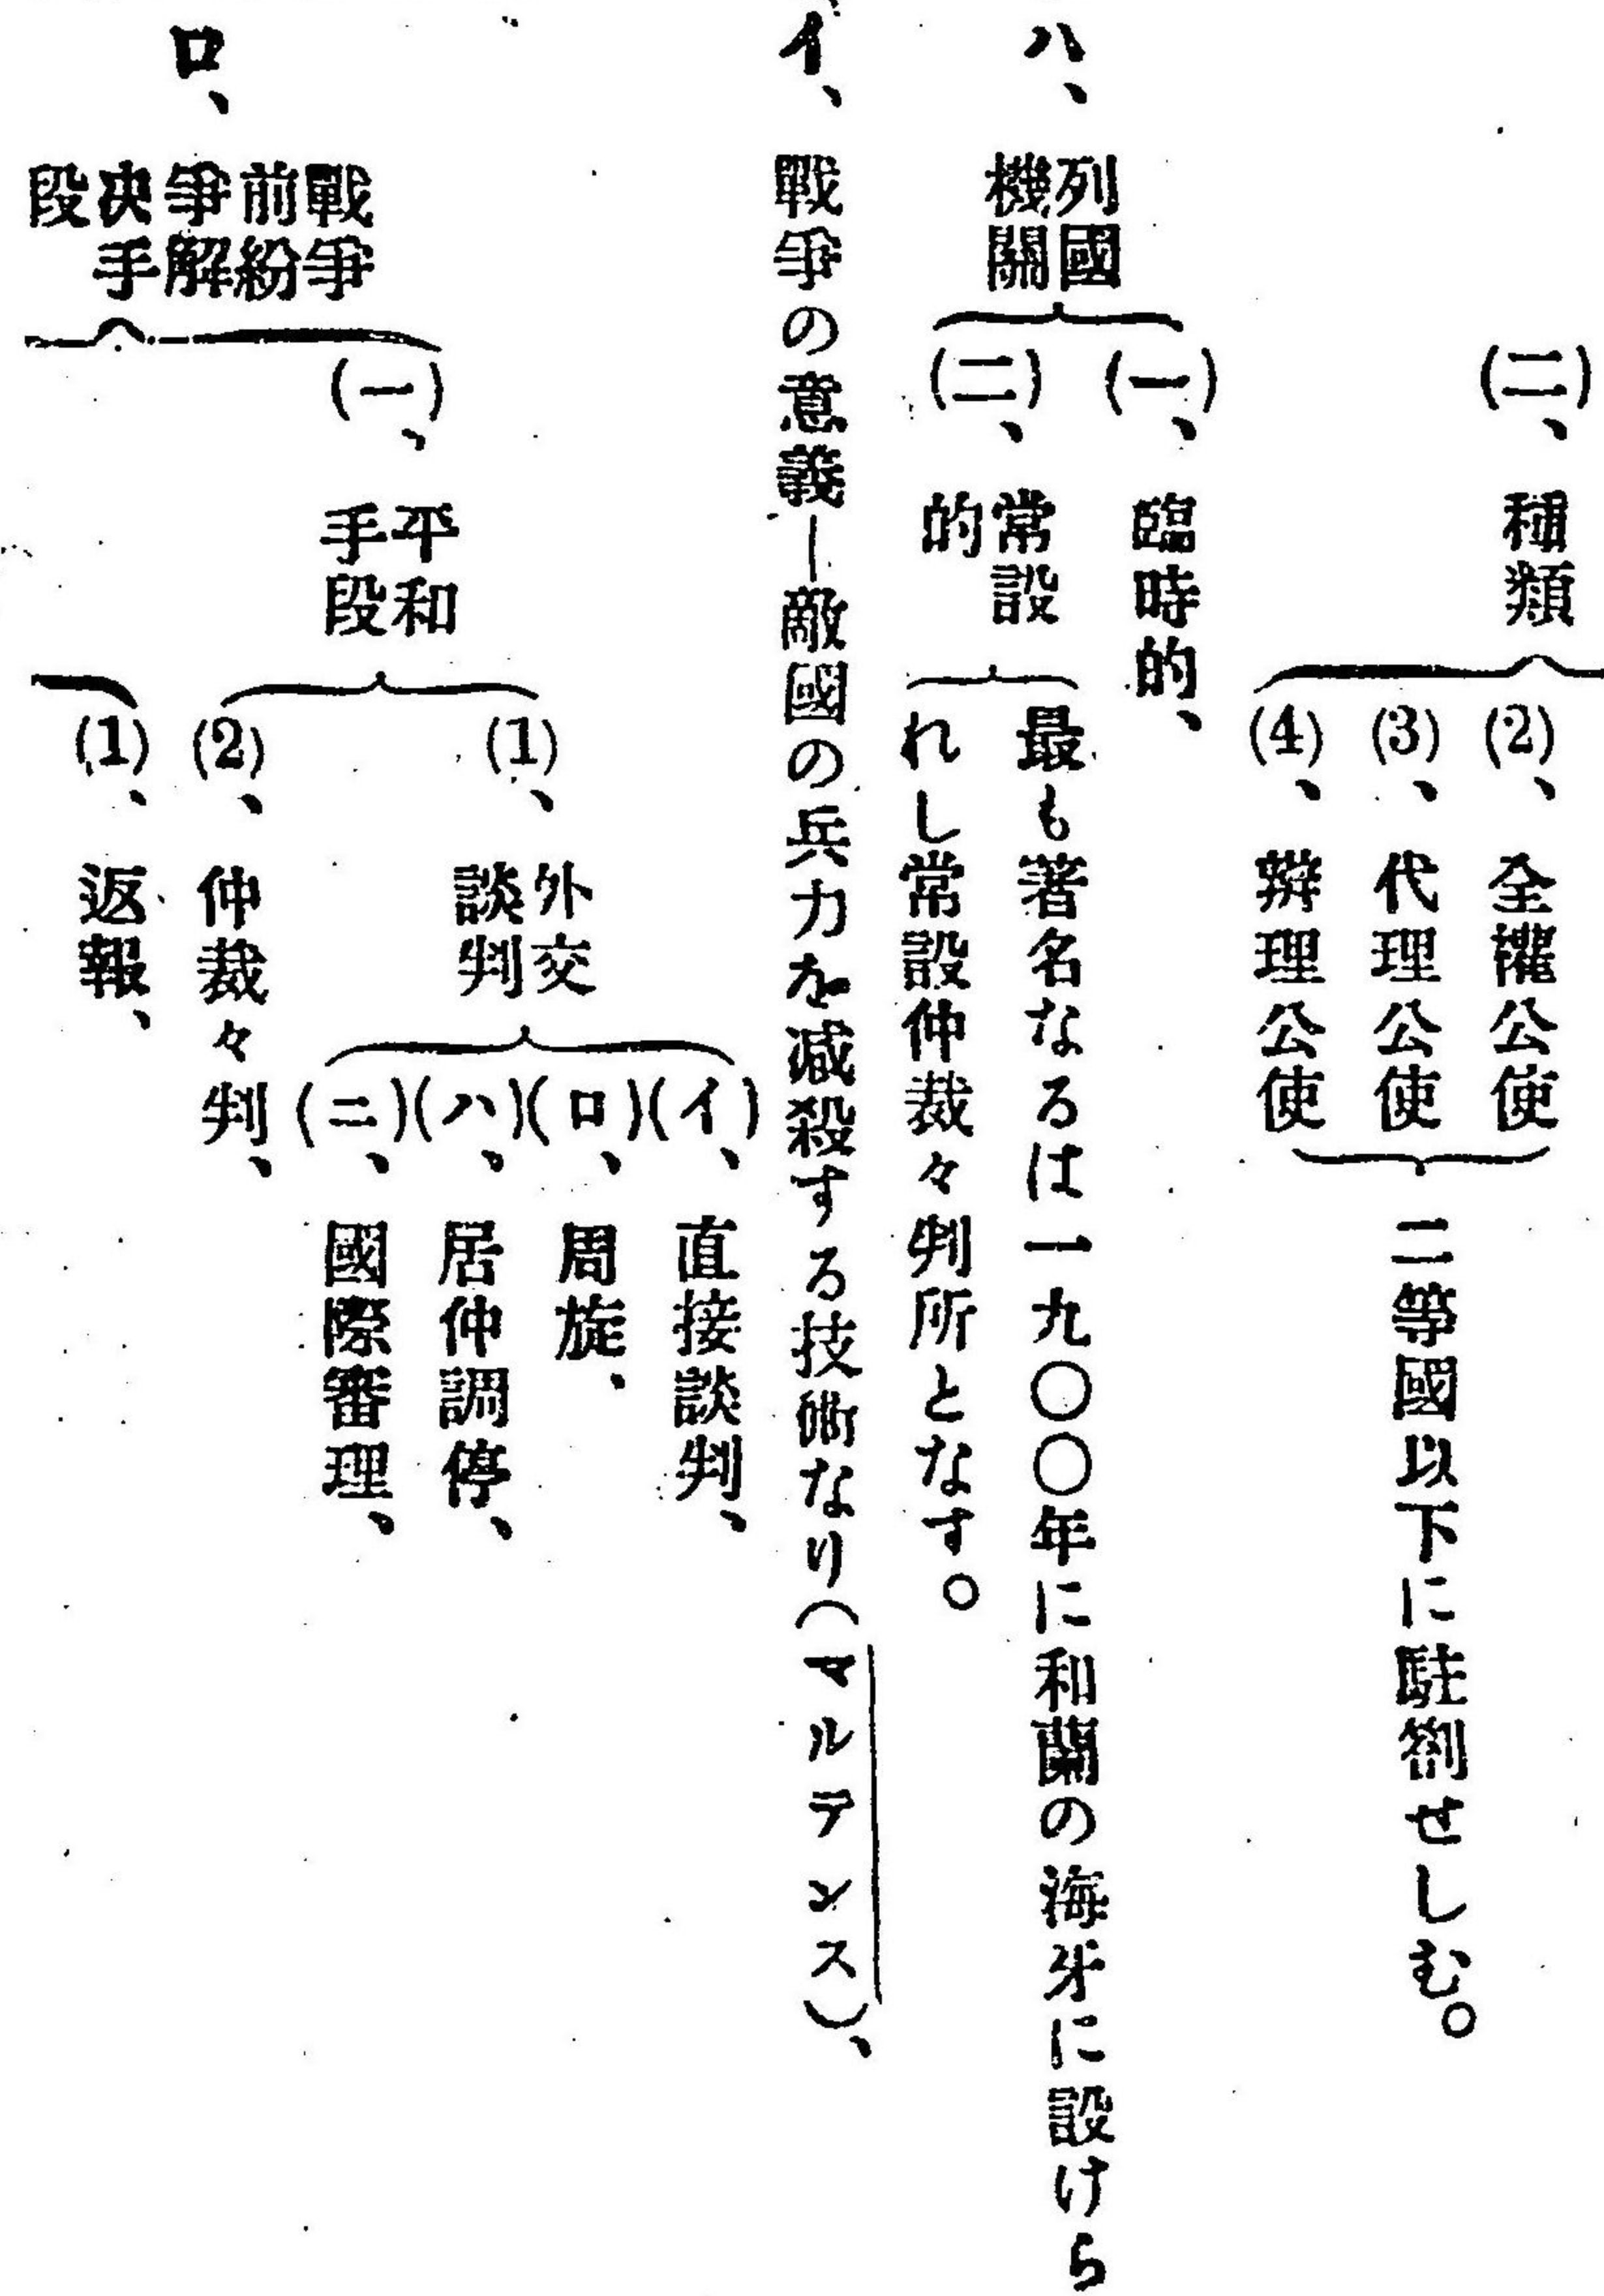 (二)、種類
(2)、全權公使
(3)、代理公使
(4)、辨理公使
二等國以下に駐劄せしむ。
ハ、列國
機關
(一)、臨時的、
(二)、常設
的
最も著名なるは一九〇〇年に和蘭の海牙に設けら
れし常設仲裁々判所となす。
イ、戰爭の意義―敵國の兵力を減殺する技術なり(マルテンス)、
ロ、戰爭
前紛
爭解
决手
段
(一)、平和
手段
(1)、外交
談判
(イ)、直接談判、
(ロ)、周旋、
(ハ)、居仲調停、
(ニ)、國際審理、
(2)、仲裁々判、
(1)、返報、